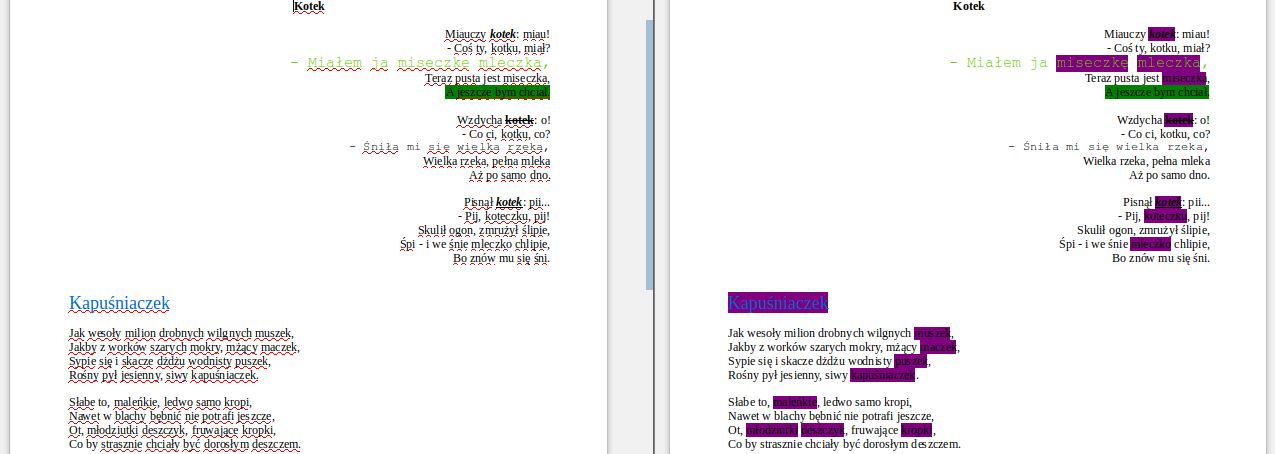 Kotek
Miauczy kotek: miau!
- Coś ty, kotku, miał?
- Miałem ja miseczkę mleczka,
Teraz pusta jest miseczka,
A jeszcze bym chciał.
Wzdycha kotek: o!
- Co ci, kotku, co?
- Śniła mi się wielka rzeka,
Wielka rzeka, pełna mleka
Aż po samo dno.
Pisnął kotek: pii...
- Pij, koteczku, pij!
Skulił ogon, zmrużył ślipie,
Śpi - i we śnie mleczko chlipie,
Bo znów mu się śni.
Kapuśniaczek
Jak wesoły milion drobnych wilgnych muszek,
Jakby z worków szarych mokry, mżący maczek,
Sypie się i skacze dżdżu wodnisty puszek,
Rośny pył jesienny, siwy kapuśniaczek.
Słabe to, maleńkie, ledwo samo kropi,
Nawet w blachy bębnić nie potrafi jeszcze,
Ot, młodziutki deszczyk, fruwające kropki,
Co by strasznie chciały być dorosłym deszczem.
Kotek
Miauczy kotek: miau!
- Coś ty, kotku, miał?
- Miałem ja miseczkę mleczka,
Teraz pusta jest miseczka,
A jeszcze bym chciał.
Wzdycha kotek: o!
- Co ci, kotku, co?
- Śniła mi się wielka rzeka,
Wielka rzeka, pełna mleka
Aż po samo dno.
Pisnął kotek: pii...
- Pij, koteczku, pij!
Skulił ogon, zmrużył ślipie,
Śpi - i we śnie mleczko chlipie,
Bo znów mu się śni.
Kapuśniaczek
Jak wesoły milion drobnych wilgnych muszek,
Jakby z worków szarych mokry, mżący maczek,
Sypie się i skacze dżdżu wodnisty puszek,
Rośny pył jesienny, siwy kapuśniaczek.
Słabe to, maleńkie, ledwo samo kropi,
Nawet w blachy bębnić nie potrafi jeszcze,
Ot, młodziutki deszczyk, fruwające kropki,
Co by strasznie chciały być dorosłym deszczem.